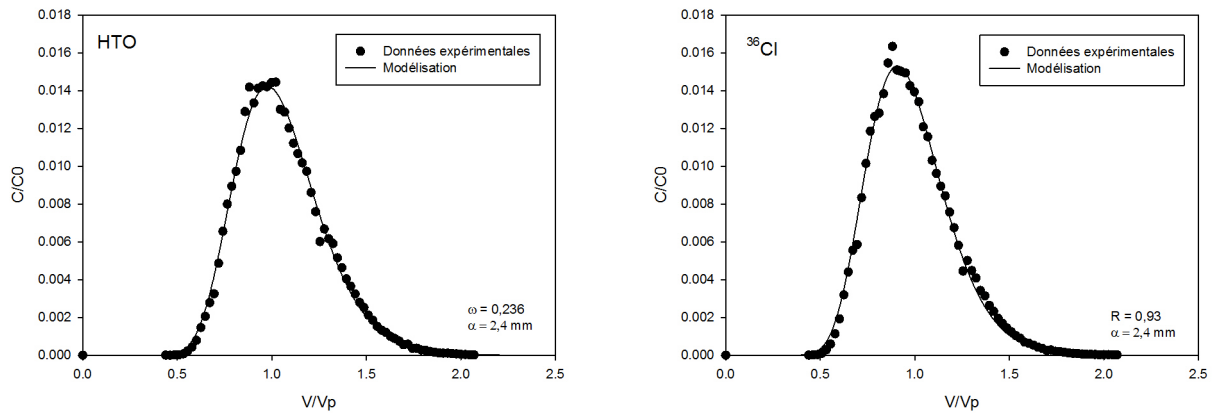 HTO
Données expérimentales
Modélisation
0.018
0.016
0.014
0.012
0.010
0.008
0.006
0.004
0.002
0.000
C/C0
ω = 0,236
α = 2,4 mm
0.0 0.5 1.0 1.5 2.0 2.5
V/Vp
³⁶Cl
Données expérimentales
Modélisation
0.018
0.016
0.014
0.012
0.010
0.008
0.006
0.004
0.002
0.000
C/C0
R = 0,93
α = 2,4 mm
0.0 0.5 1.0 1.5 2.0 2.5
V/Vp